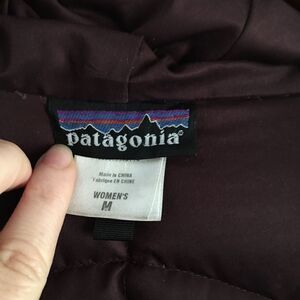 patagonia®
Made in CHINA
Fabriqué EN CHINE
WOMEN'S
M